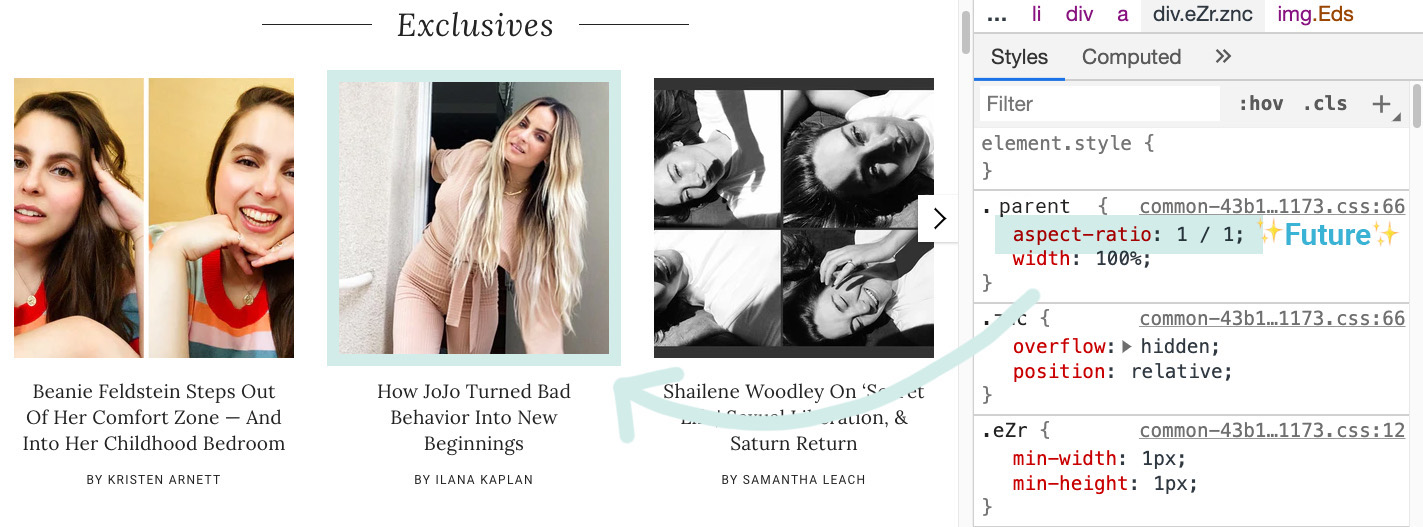 Exclusives
Beanie Feldstein Steps Out
Of Her Comfort Zone — And
Into Her Childhood Bedroom
BY KRISTEN ARNETT
How JoJo Turned Bad
Behavior Into New
Beginnings
BY ILANA KAPLAN
Shailene Woodley On ‘Secret
Sexual Liberation, &
Saturn Return
BY SAMANTHA LEACH
... li div a div.eZr.znc img.Eds
Styles Computed »
Filter :hov .cls +
element.style {
}
.parent { common-43b1…1173.css:66
aspect-ratio: 1 / 1; ✨Future✨
width: 100%;
}
.znc { common-43b1…1173.css:66
overflow:▶ hidden;
position: relative;
}
.eZr { common-43b1…1173.css:12
min-width: 1px;
min-height: 1px;
}